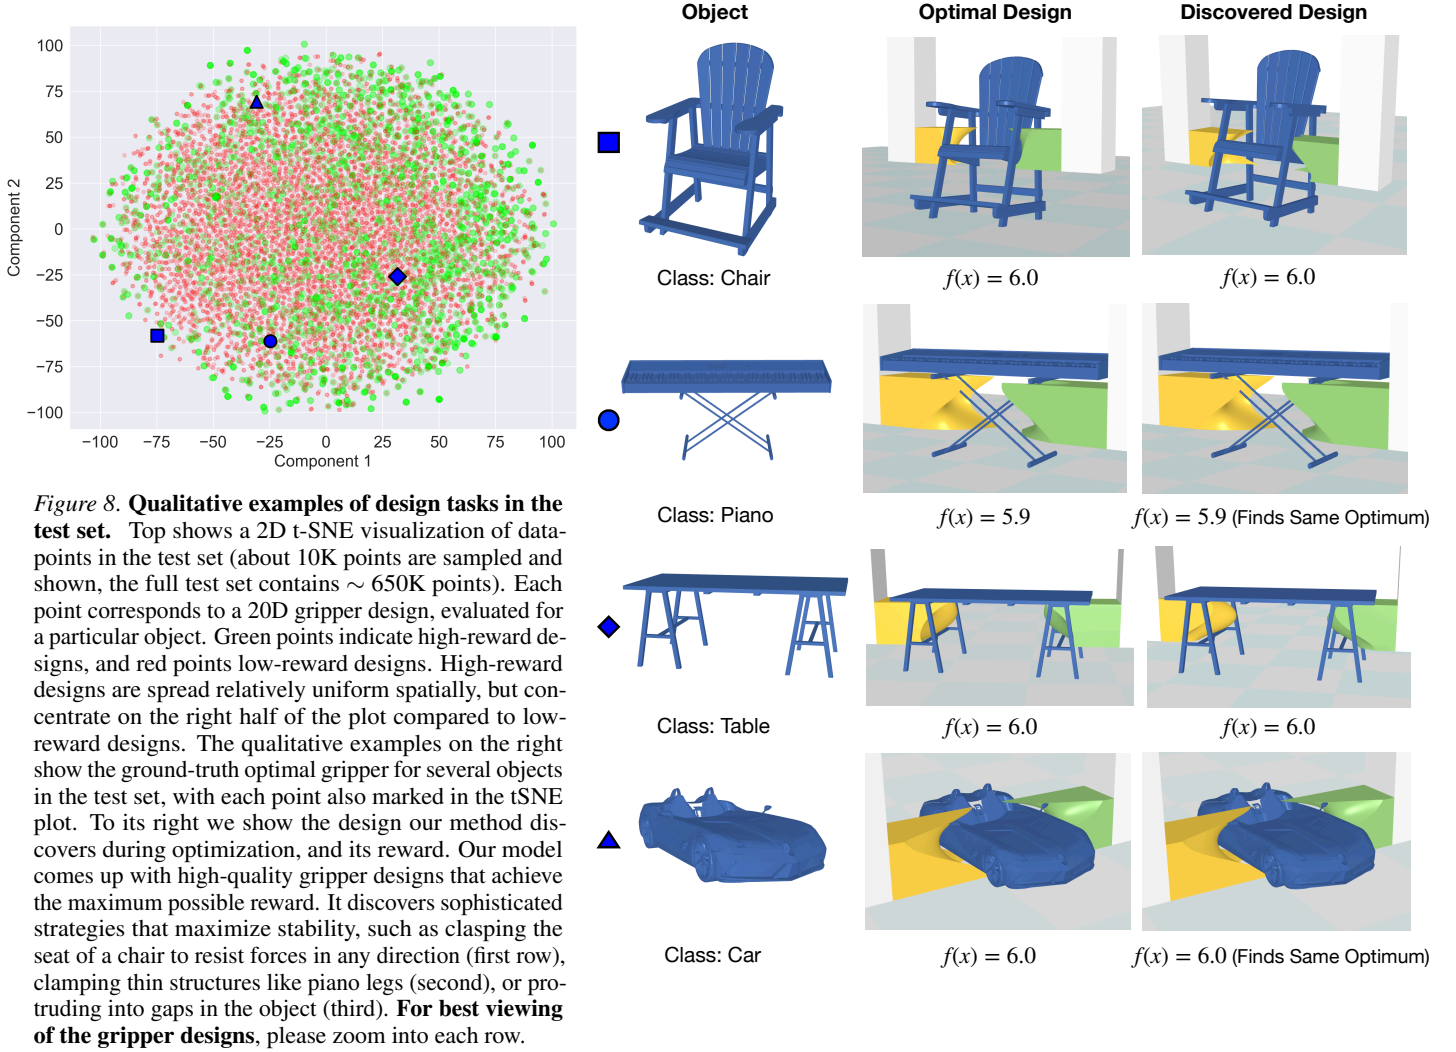 100
75
50
25
0
−25
−50
−75
−100
Component 2
−100 −75 −50 −25 0 25 50 75 100
Component 1
Figure 8. Qualitative examples of design tasks in the
test set. Top shows a 2D t-SNE visualization of data-
points in the test set (about 10K points are sampled and
shown, the full test set contains ∼ 650K points). Each
point corresponds to a 20D gripper design, evaluated for
a particular object. Green points indicate high-reward de-
signs, and red points low-reward designs. High-reward
designs are spread relatively uniform spatially, but con-
centrate on the right half of the plot compared to low-
reward designs. The qualitative examples on the right
show the ground-truth optimal gripper for several objects
in the test set, with each point also marked in the tSNE
plot. To its right we show the design our method dis-
covers during optimization, and its reward. Our model
comes up with high-quality gripper designs that achieve
the maximum possible reward. It discovers sophisticated
strategies that maximize stability, such as clasping the
seat of a chair to resist forces in any direction (first row),
clamping thin structures like piano legs (second), or pro-
truding into gaps in the object (third). For best viewing
of the gripper designs, please zoom into each row.
Object Optimal Design Discovered Design
Class: Chair f(x) = 6.0 f(x) = 6.0
Class: Piano f(x) = 5.9 f(x) = 5.9 (Finds Same Optimum)
Class: Table f(x) = 6.0 f(x) = 6.0
Class: Car f(x) = 6.0 f(x) = 6.0 (Finds Same Optimum)